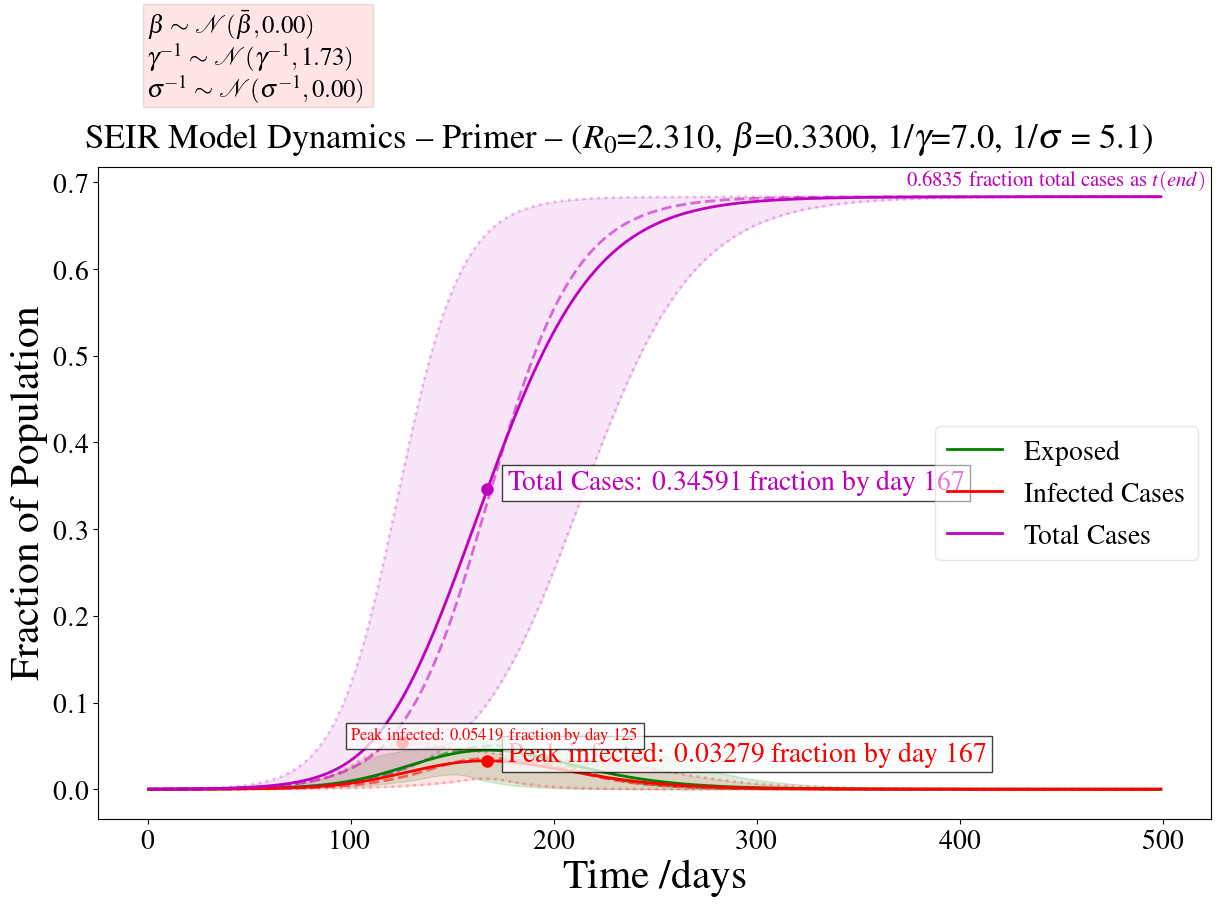 β ∼ 𝒩(β̄, 0.00)
γ⁻¹ ∼ 𝒩(γ⁻¹, 1.73)
σ⁻¹ ∼ 𝒩(σ⁻¹, 0.00)
SEIR Model Dynamics – Primer – (R₀=2.310, β=0.3300, 1/γ=7.0, 1/σ = 5.1)
0.6835 fraction total cases as t(end)
Fraction of Population
0.7
0.6
0.5
0.4
0.3
0.2
0.1
0.0
Total Cases: 0.34591 fraction by day 167
Exposed
Infected Cases
Total Cases
Peak infected: 0.05419 fraction by day 125
Peak infected: 0.03279 fraction by day 167
0 100 200 300 400 500
Time /days